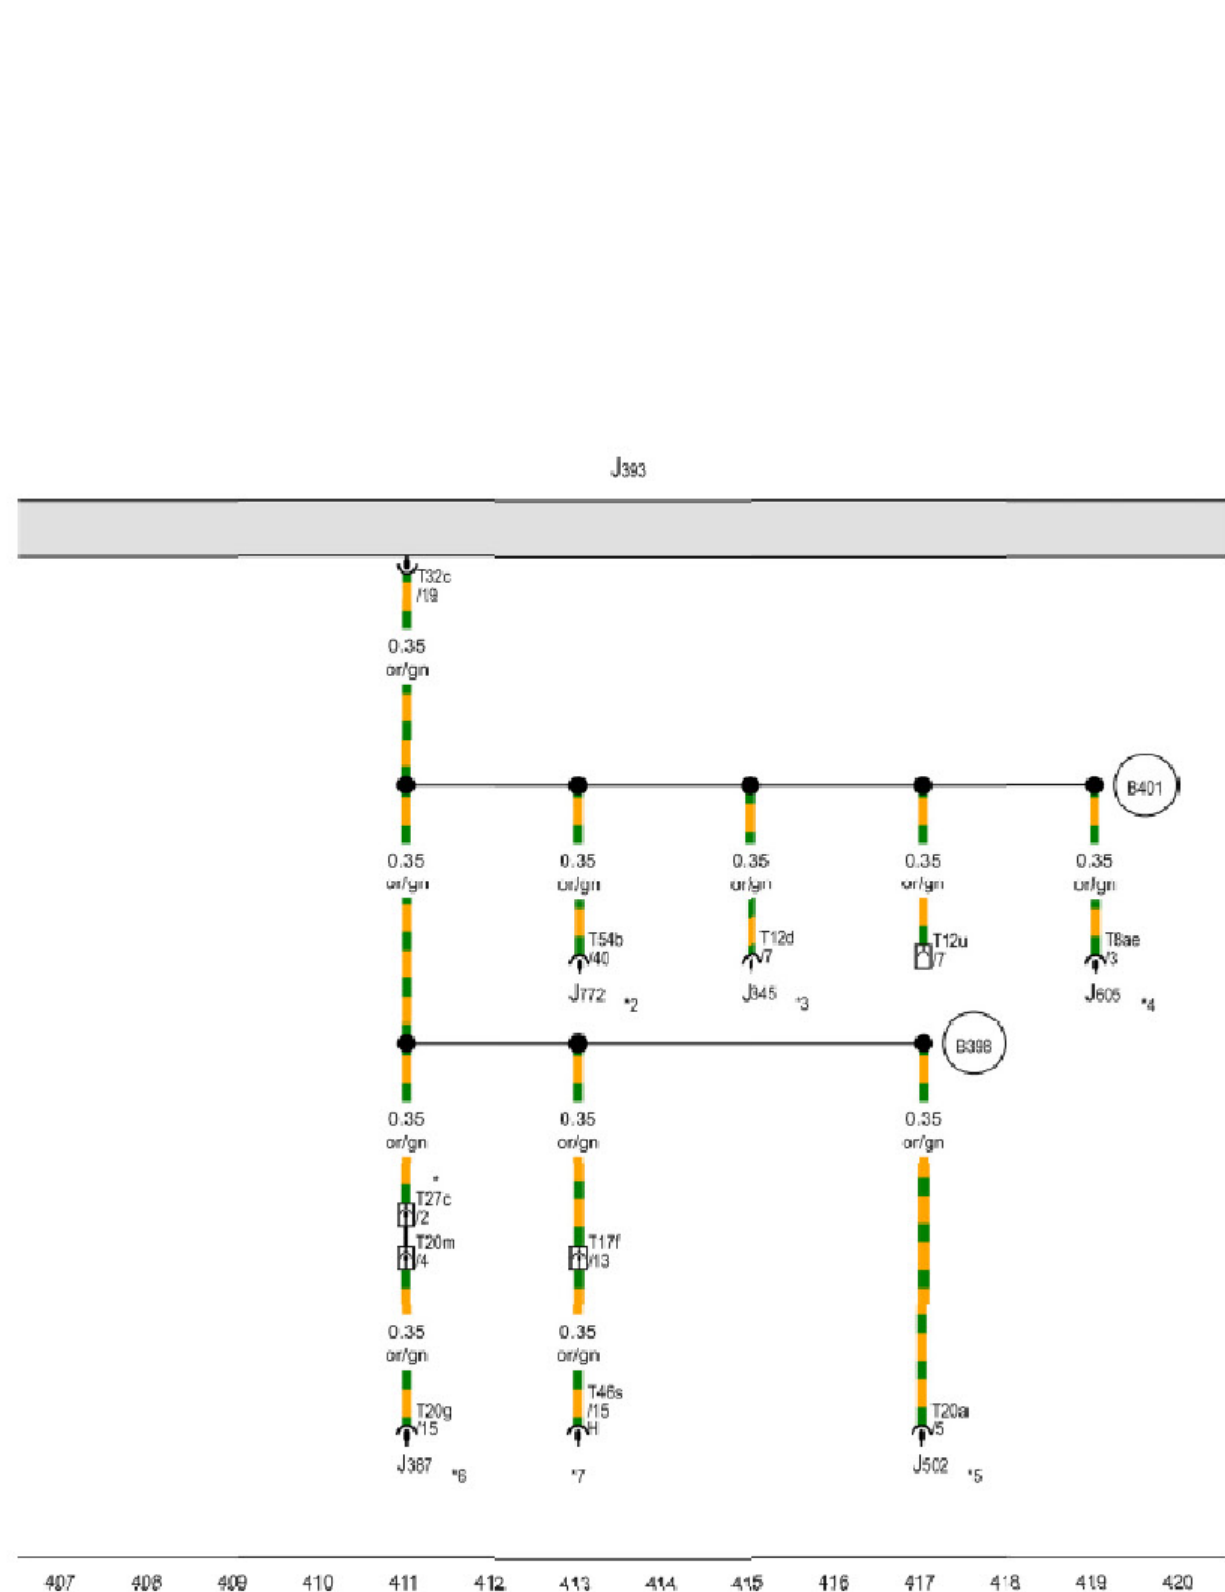 J393
T32c
/19
0.35
or/gn
B401
0.35 0.35 0.35 0.35 0.35
or/gn or/gn or/gn or/gn or/gn
T54b T12d T12u T8ae
/40 /7 /7 /3
J772 *2 J345 *3 J605 *4
B398
0.35 0.35 0.35
or/gn or/gn or/gn
*
T27c
/2
T20m T17f
/4 /13
0.35 0.35
or/gn or/gn
T46s
T20g /15 T20a
/15 H /5
J387 *6 *7 J502 *5
407 408 409 410 411 412 413 414 415 416 417 418 419 420